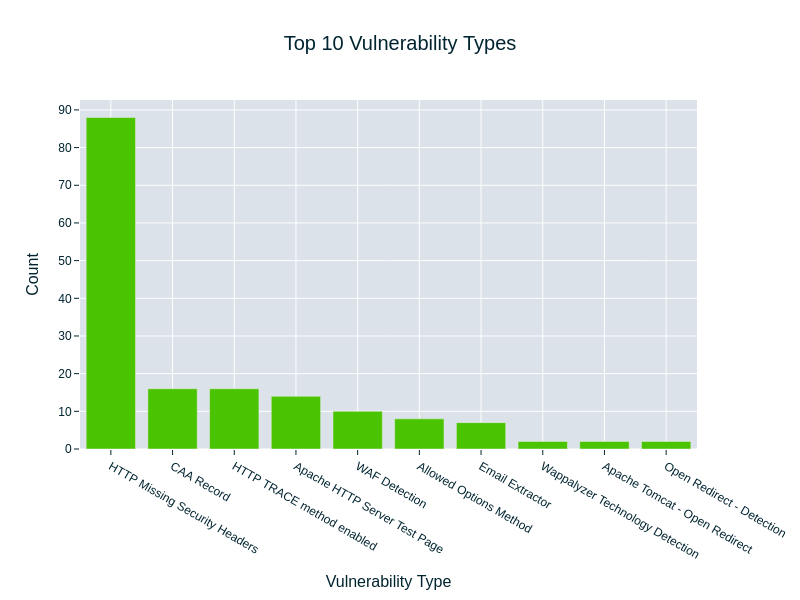 Top 10 Vulnerability Types
Count
90
80
70
60
50
40
30
20
10
0
HTTP Missing Security Headers
CAA Record
HTTP TRACE method enabled
Apache HTTP Server Test Page
WAF Detection
Allowed Options Method
Email Extractor
Wappalyzer Technology Detection
Apache Tomcat - Open Redirect
Open Redirect - Detection
Vulnerability Type